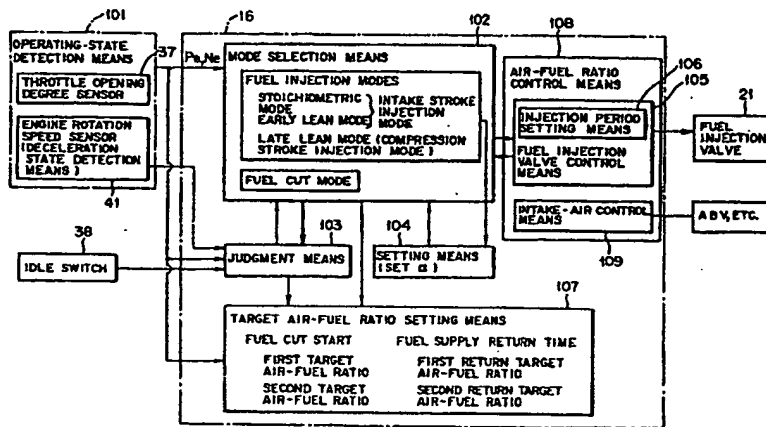 101
OPERATING-STATE
DETECTION MEANS
37
THROTTLE OPENING
DEGREE SENSOR
ENGINE ROTATION
SPEED SENSOR
(DECELERATION
STATE DETECTION
MEANS)
41
38
IDLE SWITCH
Pe,Ne
16
102
MODE SELECTION MEANS
FUEL INJECTION MODES
STOICHIOMETRIC
MODE
EARLY LEAN MODE
INTAKE STROKE
INJECTION
MODE
LATE LEAN MODE (COMPRESSION
STROKE INJECTION MODE)
FUEL CUT MODE
103
JUDGMENT MEANS
104
SETTING MEANS
(SET α)
107
TARGET AIR-FUEL RATIO SETTING MEANS
FUEL CUT START
FIRST TARGET
AIR-FUEL RATIO
SECOND TARGET
AIR-FUEL RATIO
FUEL SUPPLY RETURN TIME
FIRST RETURN TARGET
AIR-FUEL RATIO
SECOND RETURN TARGET
AIR-FUEL RATIO
108
AIR-FUEL RATIO
CONTROL MEANS
106
105
INJECTION PERIOD
SETTING MEANS
FUEL INJECTION
VALVE CONTROL
MEANS
INTAKE-AIR CONTROL
MEANS
109
21
FUEL INJECTION
VALVE
ABV, ETC.